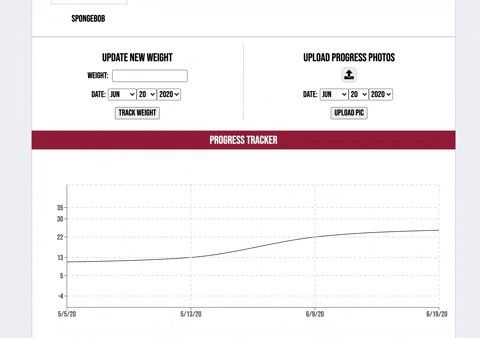 SPONGEBOB
UPDATE NEW WEIGHT
WEIGHT:
DATE: JUN 20 2020
TRACK WEIGHT
UPLOAD PROGRESS PHOTOS
DATE: JUN 20 2020
UPLOAD PIC
PROGRESS TRACKER
35
30
22
13
5
-4
5/5/20 5/13/20 6/9/20 6/19/20